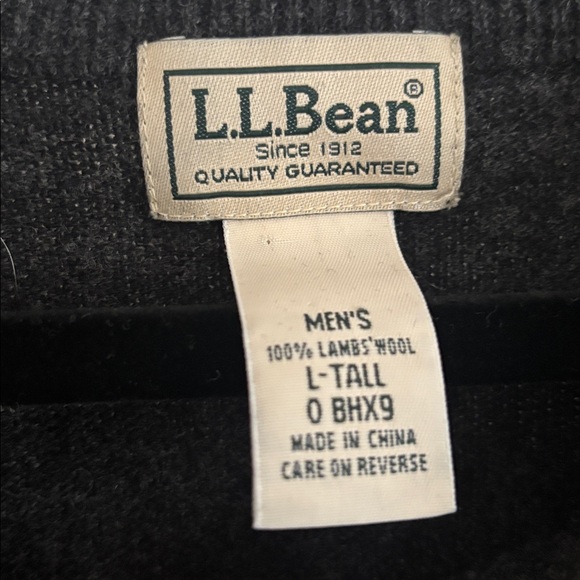 L.L.Bean®
Since 1912
QUALITY GUARANTEED
MEN'S
100% LAMBS'WOOL
L-TALL
0 BHX9
MADE IN CHINA
CARE ON REVERSE